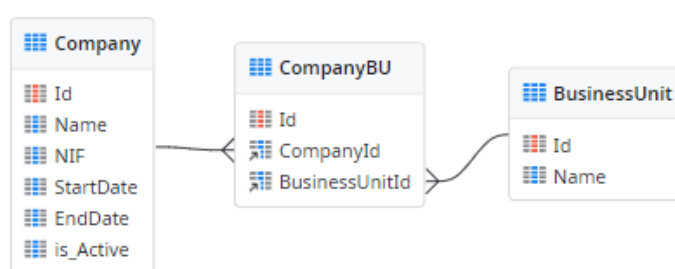 Company
Id
Name
NIF
StartDate
EndDate
is_Active
CompanyBU
Id
CompanyId
BusinessUnitId
BusinessUnit
Id
Name